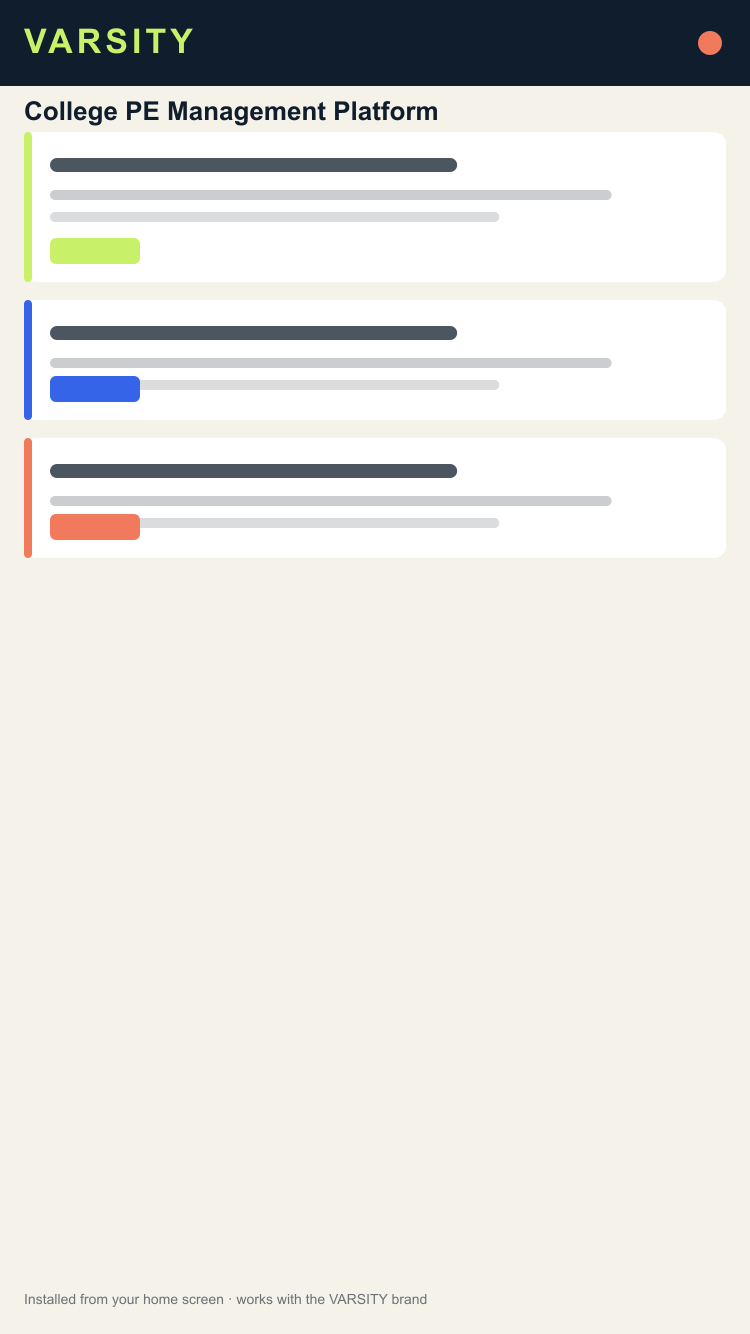 VARSITY
College PE Management Platform
Installed from your home screen · works with the VARSITY brand